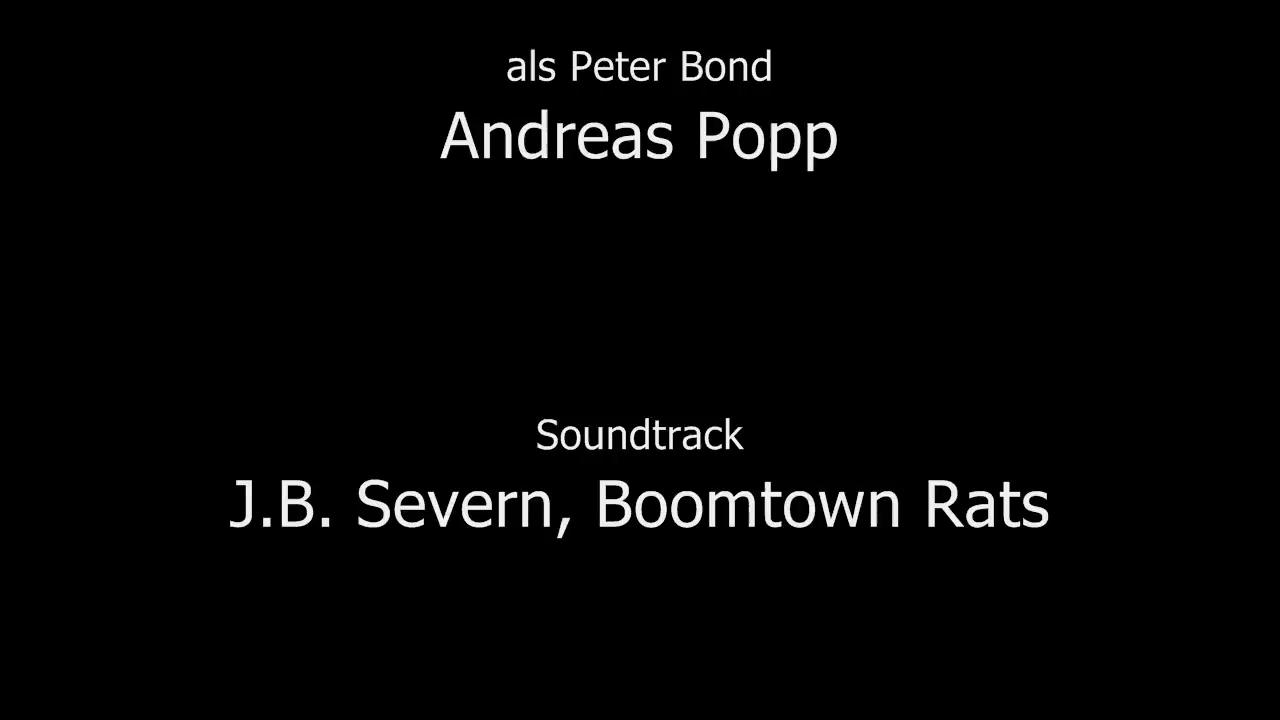 als Peter Bond
Andreas Popp
Soundtrack
J.B. Severn, Boomtown Rats